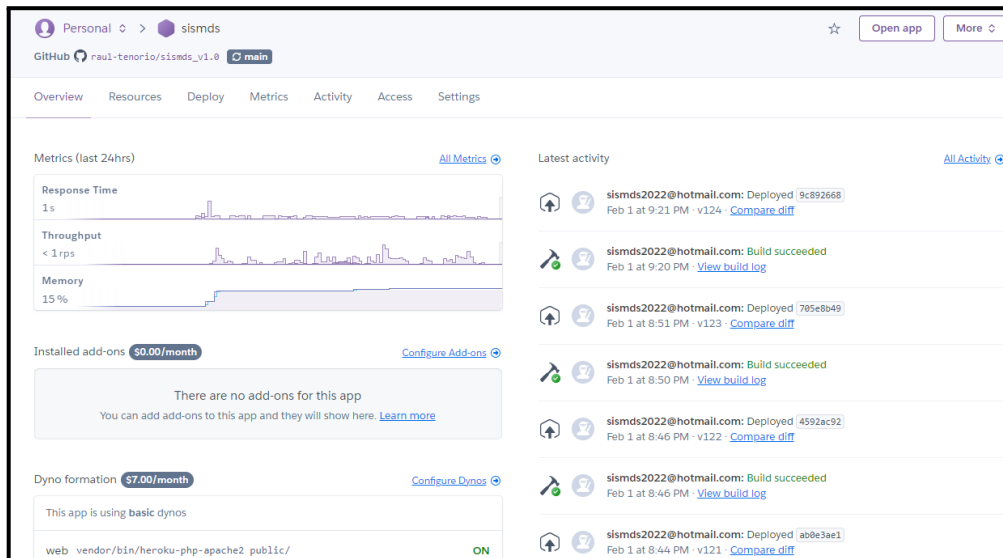 Personal > sismds
Open app
More
GitHub raul-tenorio/sismds_v1.0 main
Overview Resources Deploy Metrics Activity Access Settings
Metrics (last 24hrs)
All Metrics
Response Time
1 s
Throughput
< 1 rps
Memory
15 %
Installed add-ons $0.00/month
Configure Add-ons
There are no add-ons for this app
You can add add-ons to this app and they will show here. Learn more
Dyno formation $7.00/month
Configure Dynos
This app is using basic dynos
web vendor/bin/heroku-php-apache2 public/ ON
Latest activity
All Activity
sismds2022@hotmail.com: Deployed 9c892668
Feb 1 at 9:21 PM · v124 · Compare diff
sismds2022@hotmail.com: Build succeeded
Feb 1 at 9:20 PM · View build log
sismds2022@hotmail.com: Deployed 705e8b49
Feb 1 at 8:51 PM · v123 · Compare diff
sismds2022@hotmail.com: Build succeeded
Feb 1 at 8:50 PM · View build log
sismds2022@hotmail.com: Deployed 4592ac92
Feb 1 at 8:46 PM · v122 · Compare diff
sismds2022@hotmail.com: Build succeeded
Feb 1 at 8:46 PM · View build log
sismds2022@hotmail.com: Deployed ab0e3ae1
Feb 1 at 8:44 PM · v121 · Compare diff